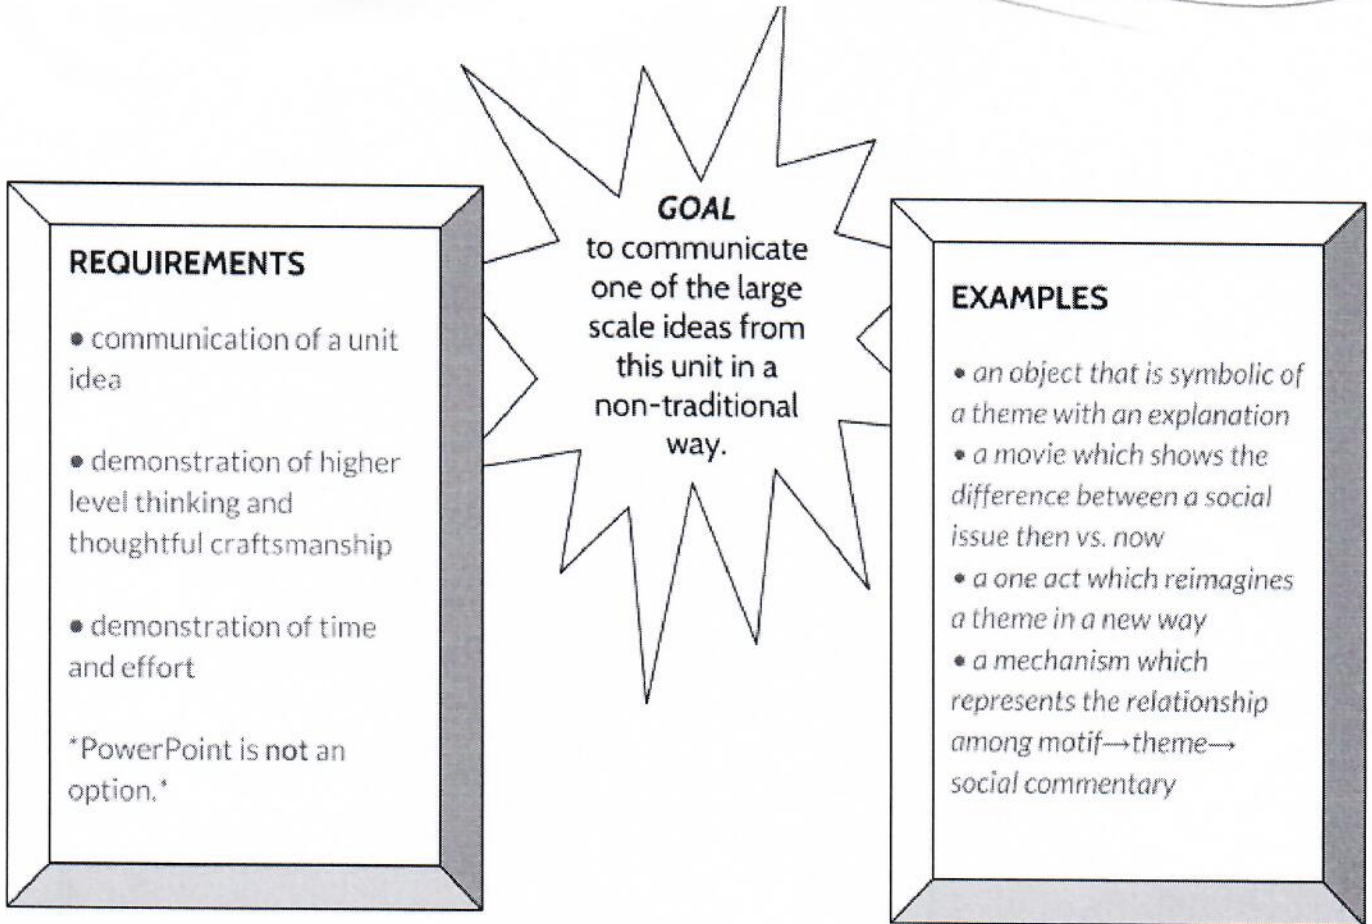 REQUIREMENTS
• communication of a unit
idea
• demonstration of higher
level thinking and
thoughtful craftsmanship
• demonstration of time
and effort
*PowerPoint is not an
option.*
GOAL
to communicate
one of the large
scale ideas from
this unit in a
non-traditional
way.
EXAMPLES
• an object that is symbolic of
a theme with an explanation
• a movie which shows the
difference between a social
issue then vs. now
• a one act which reimagines
a theme in a new way
• a mechanism which
represents the relationship
among motif→theme→
social commentary